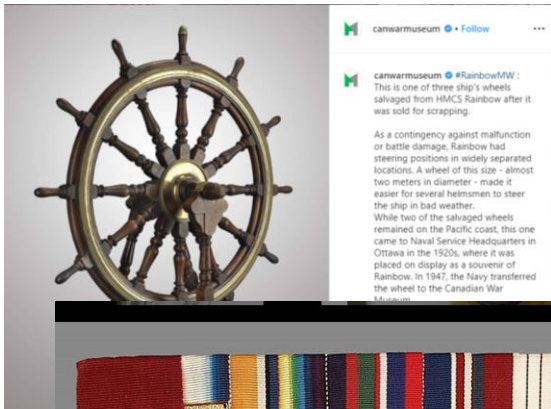 canwarmuseum • Follow
canwarmuseum #RainbowMW :
This is one of three ship's wheels
salvaged from HMCS Rainbow after it
was sold for scrapping.
As a contingency against malfunction
or battle damage, Rainbow had
steering positions in widely separated
locations. A wheel of this size - almost
two meters in diameter - made it
easier for several helmsmen to steer
the ship in bad weather.
While two of the salvaged wheels
remained on the Pacific coast, this one
came to Naval Service Headquarters in
Ottawa in the 1920s, where it was
placed on display as a souvenir of
Rainbow. In 1947, the Navy transferred
the wheel to the Canadian War
Museum